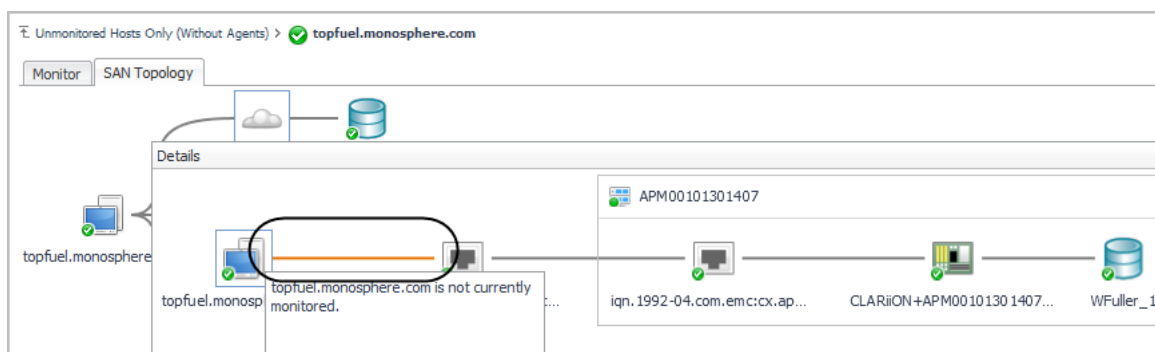 Unmonitored Hosts Only (Without Agents) > topfuel.monosphere.com
Monitor
SAN Topology
Details
APM00101301407
topfuel.monosphere
topfuel.monosp
topfuel.monosphere.com is not currently
monitored.
...
iqn.1992-04.com.emc:cx.ap...
CLARiiON+APM00101301407...
WFuller_1